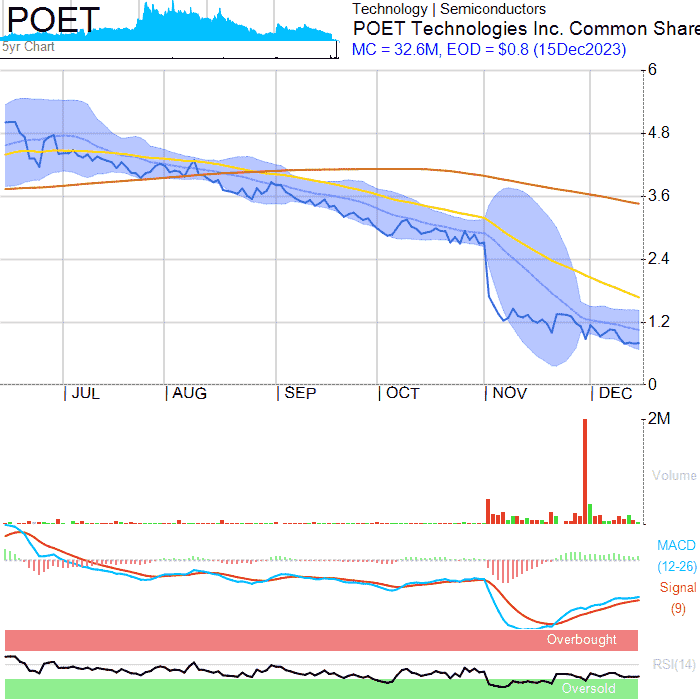 POET
5yr Chart
Technology | Semiconductors
POET Technologies Inc. Common Share
MC = 32.6M, EOD = $0.8 (15Dec2023)
6
4.8
3.6
2.4
1.2
0
JUL AUG SEP OCT NOV DEC
2M
Volume
MACD
(12-26)
Signal
(9)
Overbought
RSI(14)
Oversold